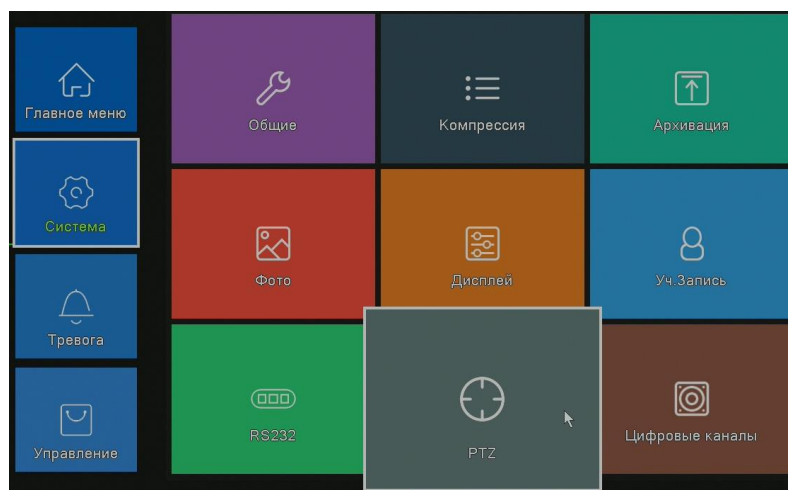 Главное меню
Система
Тревога
Управление
Общие
Компрессия
Архивация
Фото
Дисплей
Уч.Запись
RS232
PTZ
Цифровые каналы